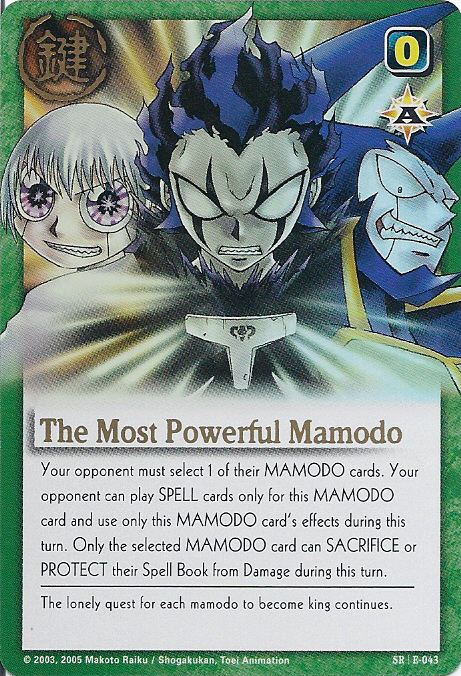 鍵
0
A
The Most Powerful Mamodo
Your opponent must select 1 of their MAMODO cards. Your
opponent can play SPELL cards only for this MAMODO
card and use only this MAMODO card's effects during this
turn. Only the selected MAMODO card can SACRIFICE or
PROTECT their Spell Book from Damage during this turn.
The lonely quest for each mamodo to become king continues.
© 2003, 2005 Makoto Raiku / Shogakukan, Toei Animation
SR | E-043